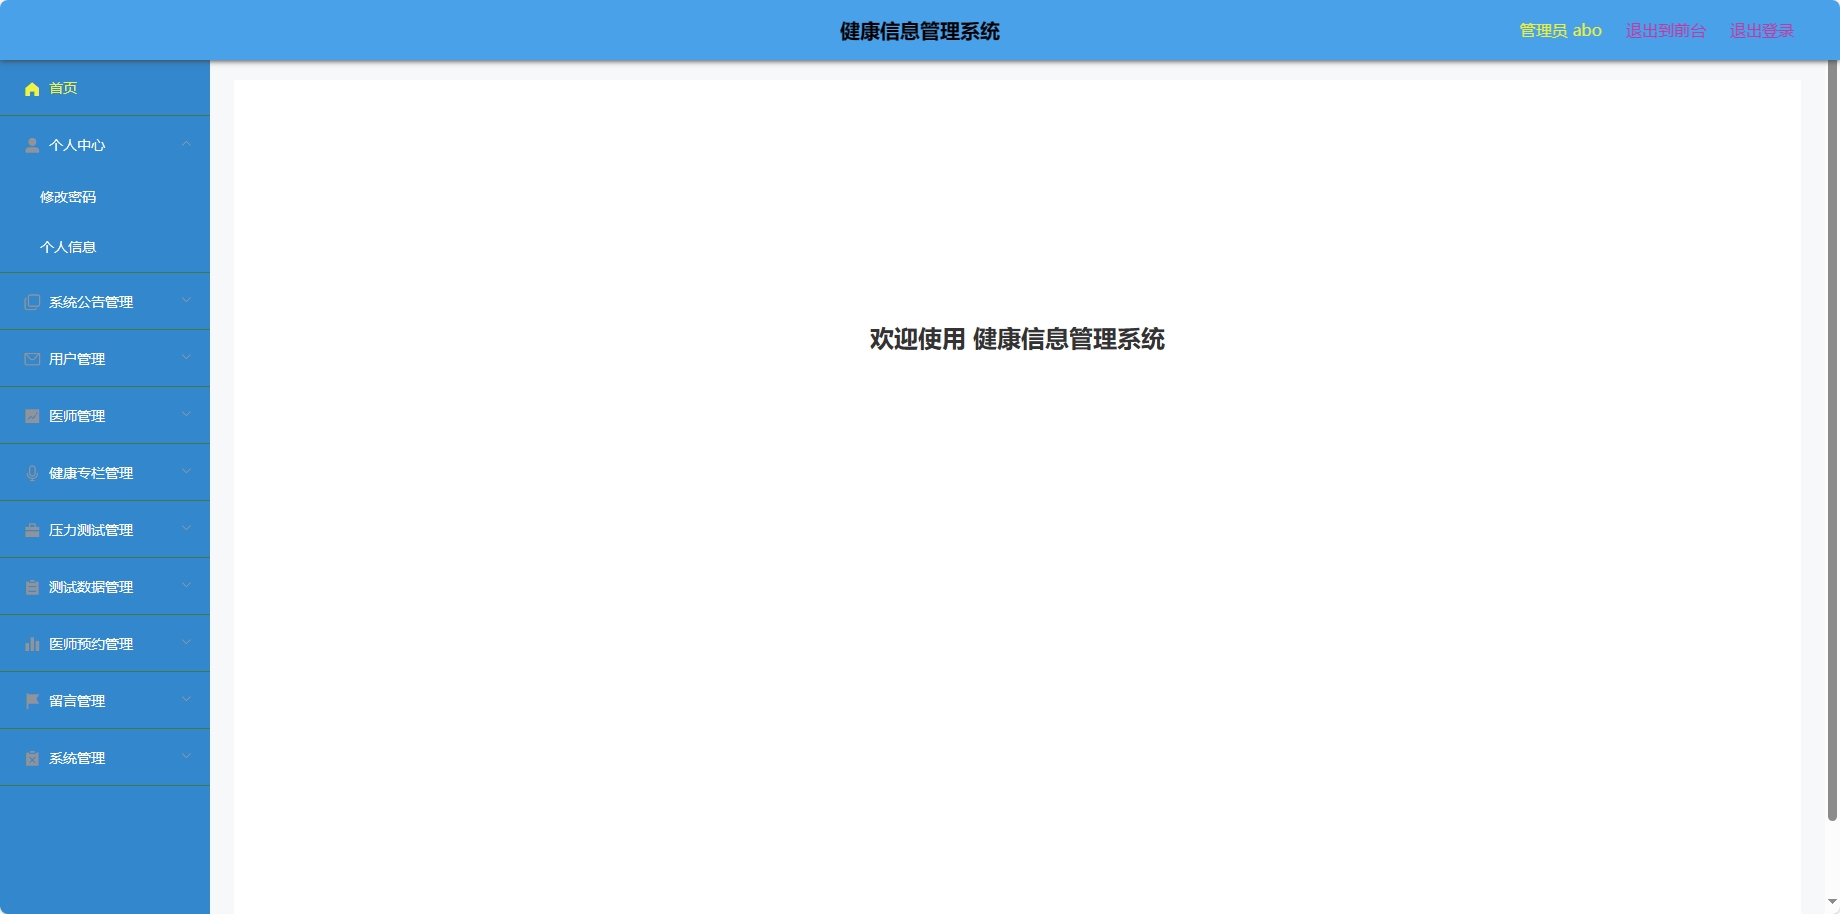 健康信息管理系统
管理员 abo 退出到前台 退出登录
首页
个人中心
修改密码
个人信息
系统公告管理
用户管理
医师管理
健康专栏管理
压力测试管理
测试数据管理
医师预约管理
留言管理
系统管理
欢迎使用 健康信息管理系统